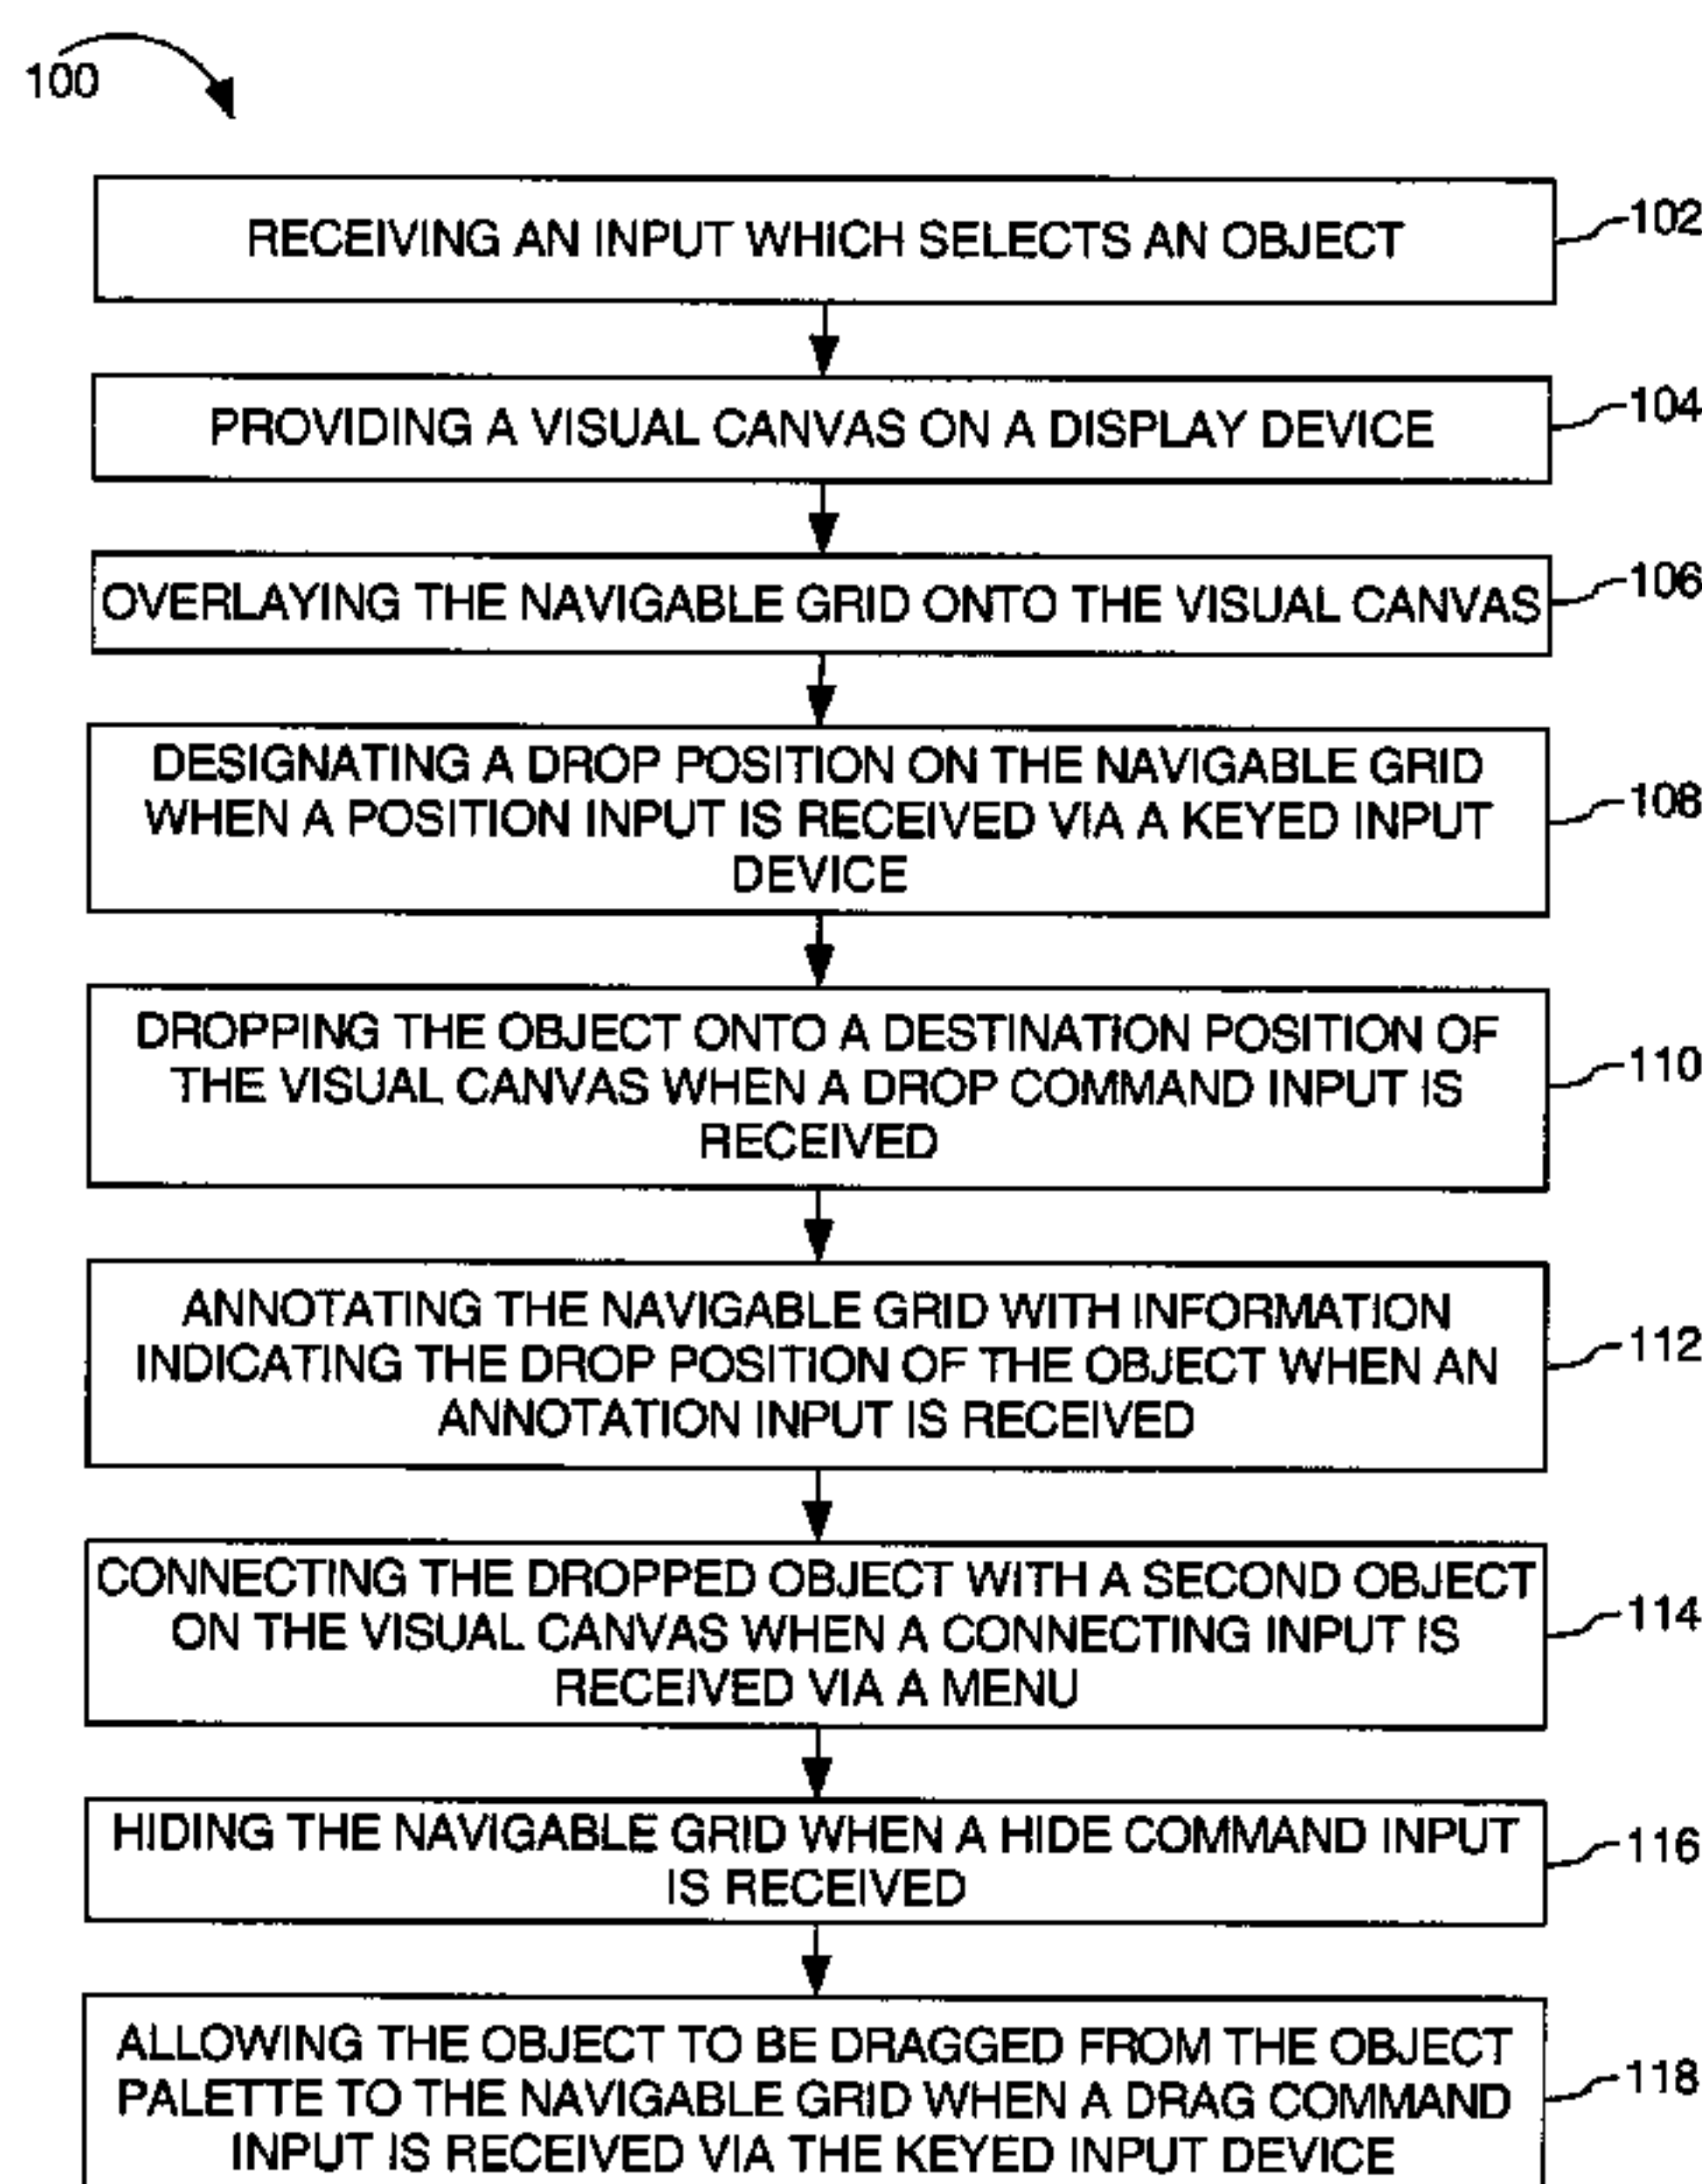 100
RECEIVING AN INPUT WHICH SELECTS AN OBJECT
102
PROVIDING A VISUAL CANVAS ON A DISPLAY DEVICE
104
OVERLAYING THE NAVIGABLE GRID ONTO THE VISUAL CANVAS
106
DESIGNATING A DROP POSITION ON THE NAVIGABLE GRID
WHEN A POSITION INPUT IS RECEIVED VIA A KEYED INPUT
DEVICE
108
DROPPING THE OBJECT ONTO A DESTINATION POSITION OF
THE VISUAL CANVAS WHEN A DROP COMMAND INPUT IS
RECEIVED
110
ANNOTATING THE NAVIGABLE GRID WITH INFORMATION
INDICATING THE DROP POSITION OF THE OBJECT WHEN AN
ANNOTATION INPUT IS RECEIVED
112
CONNECTING THE DROPPED OBJECT WITH A SECOND OBJECT
ON THE VISUAL CANVAS WHEN A CONNECTING INPUT IS
RECEIVED VIA A MENU
114
HIDING THE NAVIGABLE GRID WHEN A HIDE COMMAND INPUT
IS RECEIVED
116
ALLOWING THE OBJECT TO BE DRAGGED FROM THE OBJECT
PALETTE TO THE NAVIGABLE GRID WHEN A DRAG COMMAND
INPUT IS RECEIVED VIA THE KEYED INPUT DEVICE
118